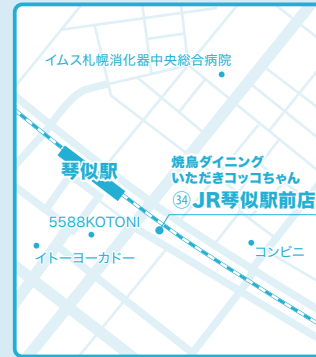 イムス札幌消化器中央総合病院
琴似駅
焼鳥ダイニング
いただきコッコちゃん
㉞JR琴似駅前店
5588KOTONI
イトーヨーカドー
コンビニ